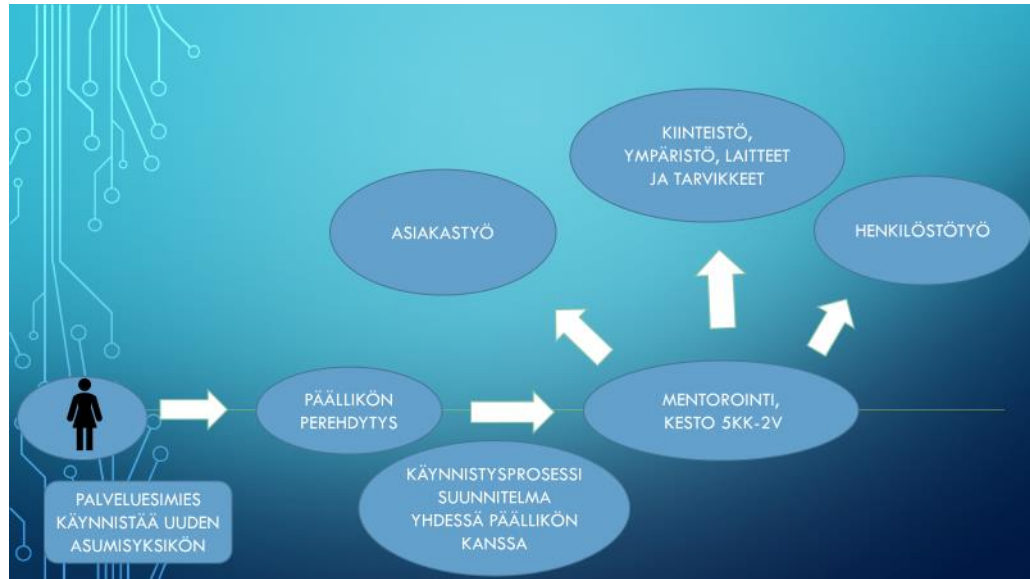 KIINTEISTÖ,
YMPÄRISTÖ, LAITTEET
JA TARVIKKEET
ASIAKASTYÖ
HENKILÖSTÖTYÖ
PÄÄLLIKÖN
PEREHDYTYS
MENTOROINTI,
KESTO 5KK-2V
KÄYNNISTYSPROSESSI
SUUNNITELMA
YHDESSÄ PÄÄLLIKÖN
KANSSA
PALVELUESIMIES
KÄYNNISTÄÄ UUDEN
ASUMISYKSIKÖN